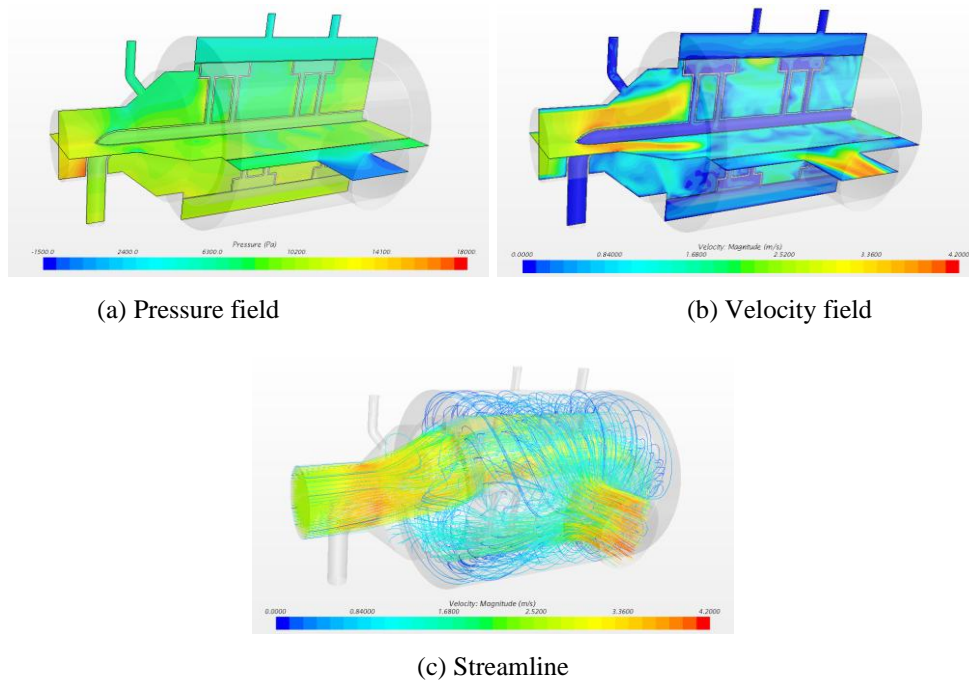 Pressure (Pa)
-1500.0 2400.0 6300.0 10200 14100 18000
(a) Pressure field
Velocity: Magnitude (m/s)
0.0000 0.84000 1.6800 2.5200 3.3600 4.2000
(b) Velocity field
Velocity: Magnitude (m/s)
0.0000 0.84000 1.6800 2.5200 3.3600 4.2000
(c) Streamline